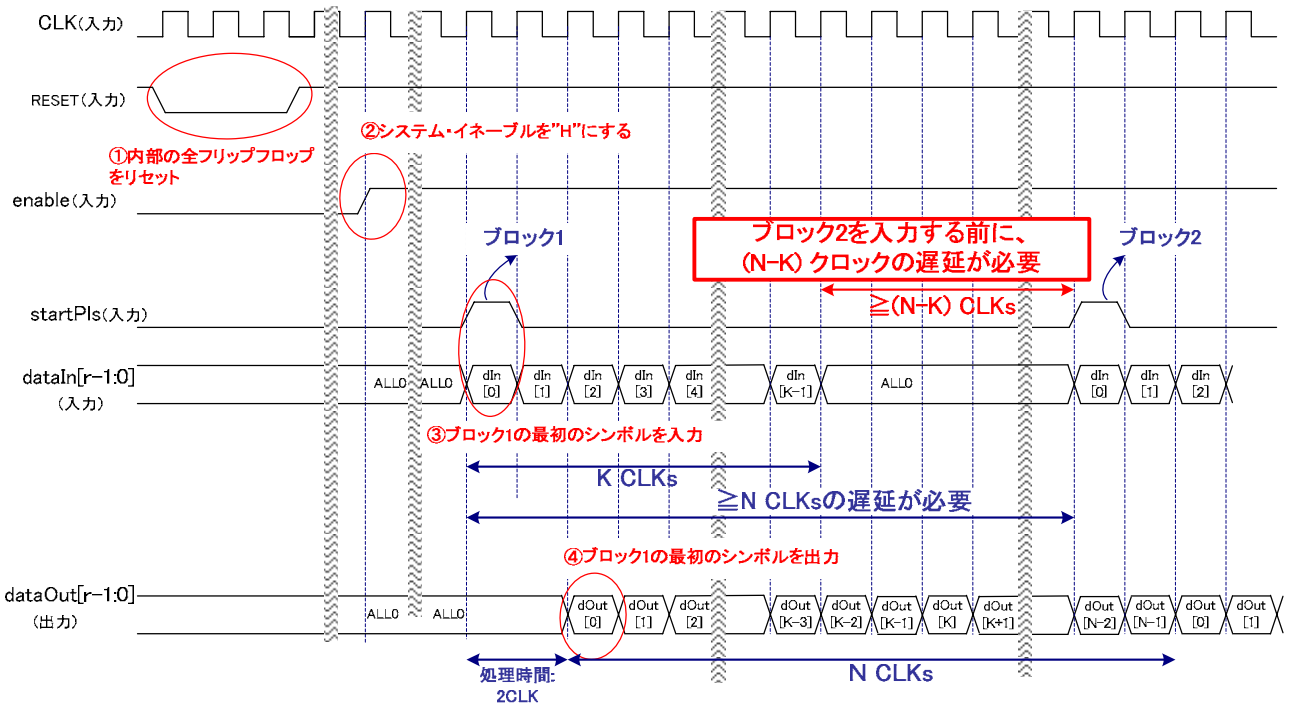 CLK(入力)
RESET(入力)
②システム・イネーブルを"H"にする
①内部の全フリップフロップ
をリセット
enable(入力)
ブロック1
ブロック2を入力する前に、
(N-K) クロックの遅延が必要
ブロック2
≧(N-K) CLKs
startPls(入力)
dataIn[r-1:0]
(入力)
ALL0
ALL0
dIn
[0]
dIn
[1]
dIn
[2]
dIn
[3]
dIn
[4]
dIn
[K-1]
ALL0
dIn
[0]
dIn
[1]
dIn
[2]
③ブロック1の最初のシンボルを入力
K CLKs
≧N CLKsの遅延が必要
④ブロック1の最初のシンボルを出力
dataOut[r-1:0]
(出力)
ALL0
ALL0
dOut
[0]
dOut
[1]
dOut
[2]
dOut
[K-3]
dOut
[K-2]
dOut
[K-1]
dOut
[K]
dOut
[K+1]
dOut
[N-2]
dOut
[N-1]
dOut
[0]
dOut
[1]
処理時間:
2CLK
N CLKs